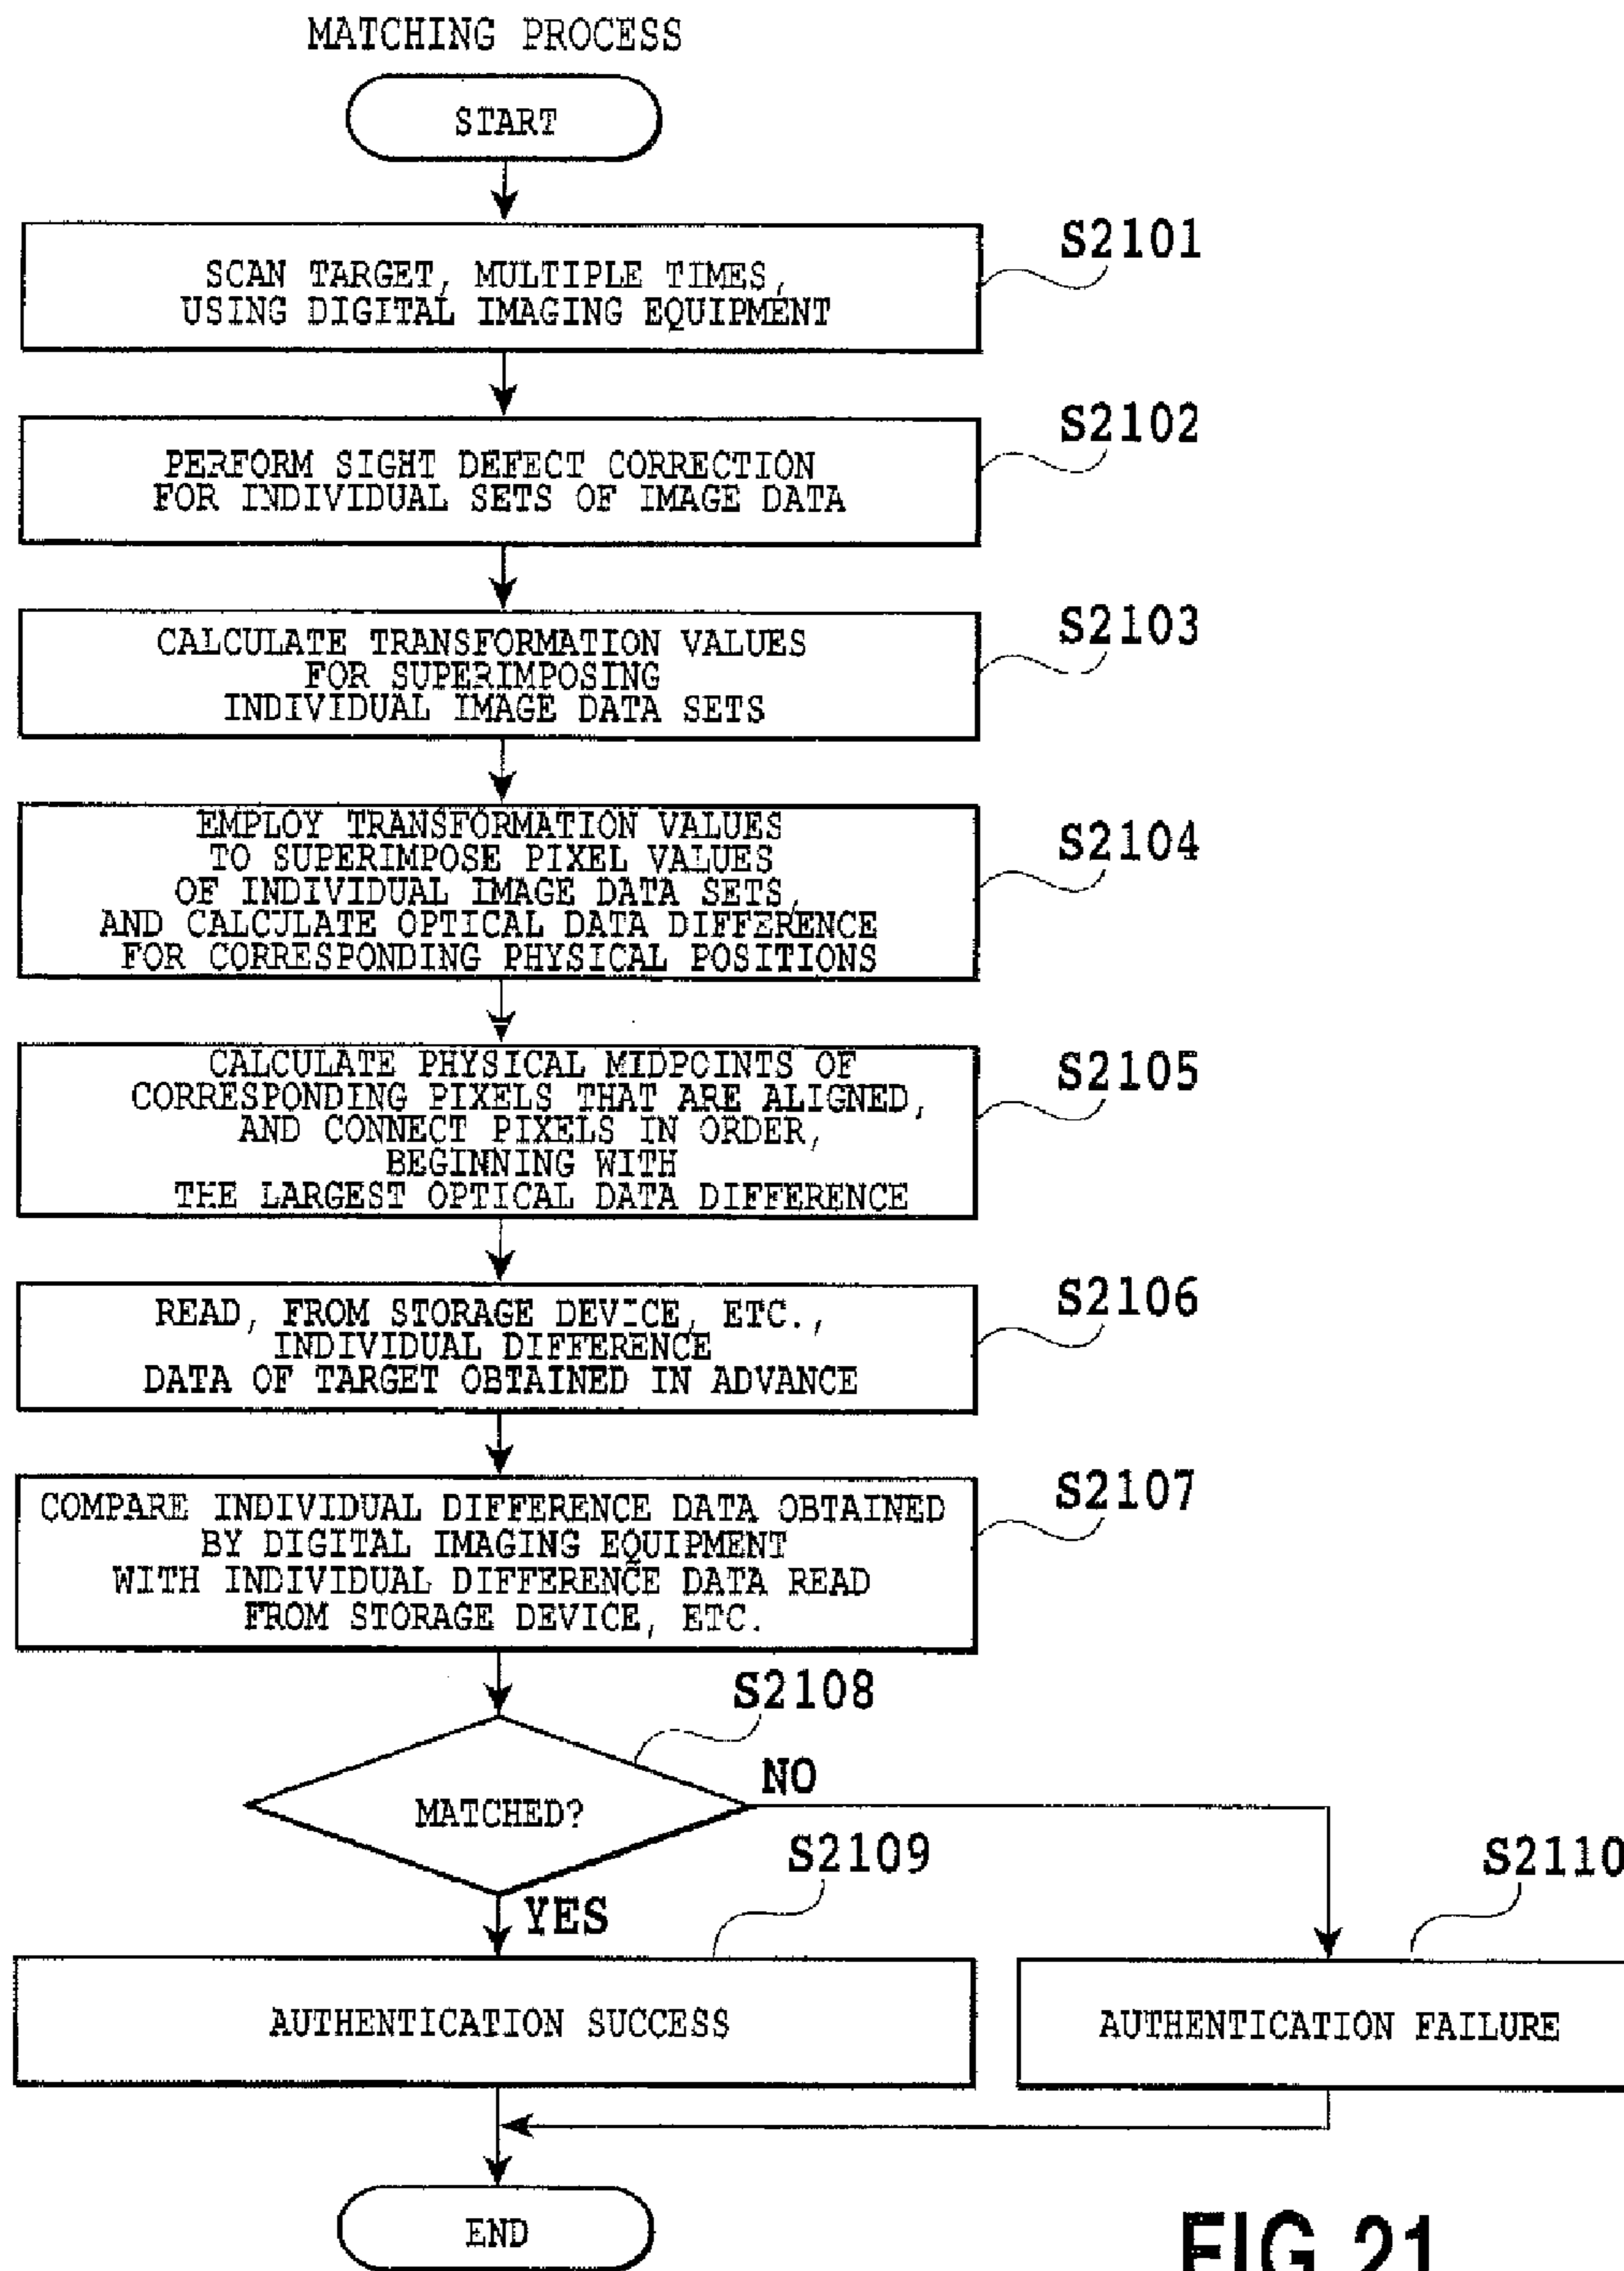 MATCHING PROCESS
START
S2101
SCAN TARGET, MULTIPLE TIMES,
USING DIGITAL IMAGING EQUIPMENT
S2102
PERFORM SIGHT DEFECT CORRECTION
FOR INDIVIDUAL SETS OF IMAGE DATA
S2103
CALCULATE TRANSFORMATION VALUES
FOR SUPERIMPOSING
INDIVIDUAL IMAGE DATA SETS
S2104
EMPLOY TRANSFORMATION VALUES
TO SUPERIMPOSE PIXEL VALUES
OF INDIVIDUAL IMAGE DATA SETS,
AND CALCULATE OPTICAL DATA DIFFERENCE
FOR CORRESPONDING PHYSICAL POSITIONS
S2105
CALCULATE PHYSICAL MIDPOINTS OF
CORRESPONDING PIXELS THAT ARE ALIGNED,
AND CONNECT PIXELS IN ORDER,
BEGINNING WITH
THE LARGEST OPTICAL DATA DIFFERENCE
S2106
READ, FROM STORAGE DEVICE, ETC.,
INDIVIDUAL DIFFERENCE
DATA OF TARGET OBTAINED IN ADVANCE
S2107
COMPARE INDIVIDUAL DIFFERENCE DATA OBTAINED
BY DIGITAL IMAGING EQUIPMENT
WITH INDIVIDUAL DIFFERENCE DATA READ
FROM STORAGE DEVICE, ETC.
S2108
MATCHED?
NO
YES
S2109
S2110
AUTHENTICATION SUCCESS
AUTHENTICATION FAILURE
END
FIG.21